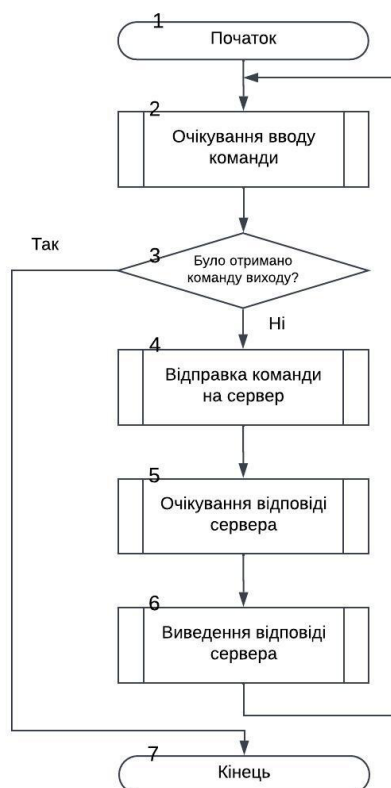 1
Початок
2
Очікування вводу
команди
Так
3
Було отримано
команду виходу?
Ні
4
Відправка команди
на сервер
5
Очікування відповіді
сервера
6
Виведення відповіді
сервера
7
Кінець